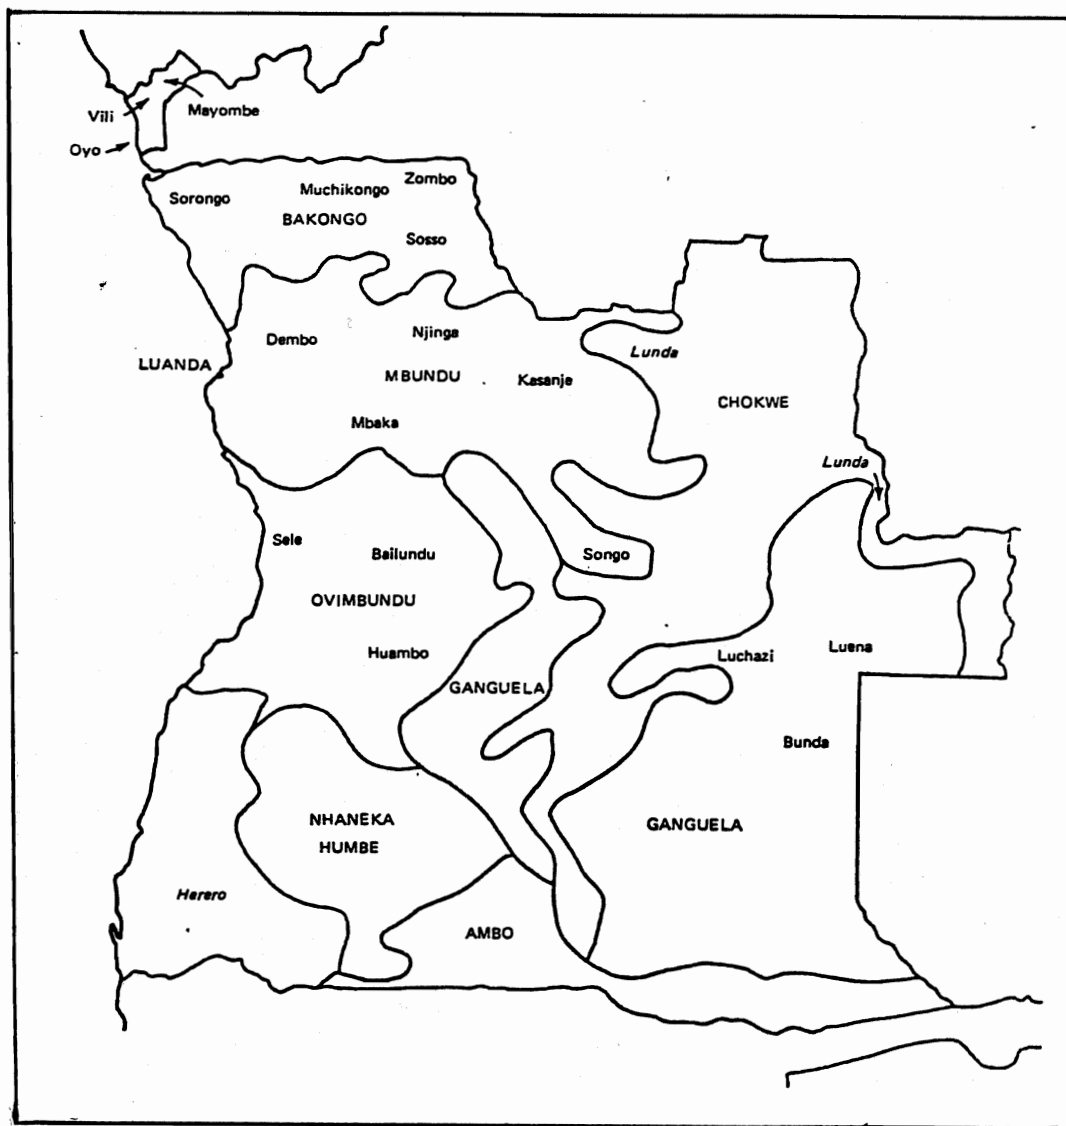 Vili
Mayombe
Oyo
Sorongo
Muchikongo
Zombo
BAKONGO
Sosso
Dembo
Njinga
Lunda
LUANDA
MBUNDU
Kasanje
CHOKWE
Mbaka
Lunda
Sele
Bailundu
Songo
OVIMBUNDU
Huambo
Luchazi
Luena
GANGUELA
Bunda
NHANEKA
HUMBE
GANGUELA
Herero
AMBO